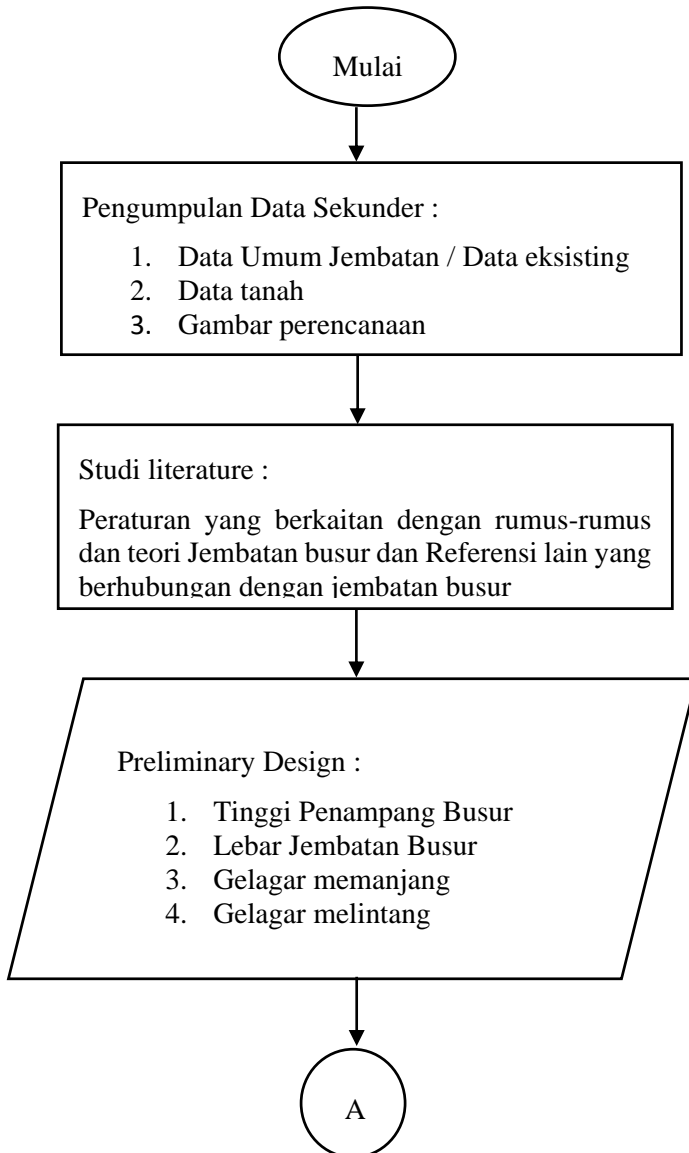 Mulai
Pengumpulan Data Sekunder :
1. Data Umum Jembatan / Data eksisting
2. Data tanah
3. Gambar perencanaan
Studi literature :
Peraturan yang berkaitan dengan rumus-rumus
dan teori Jembatan busur dan Referensi lain yang
berhubungan dengan jembatan busur
Preliminary Design :
1. Tinggi Penampang Busur
2. Lebar Jembatan Busur
3. Gelagar memanjang
4. Gelagar melintang
A